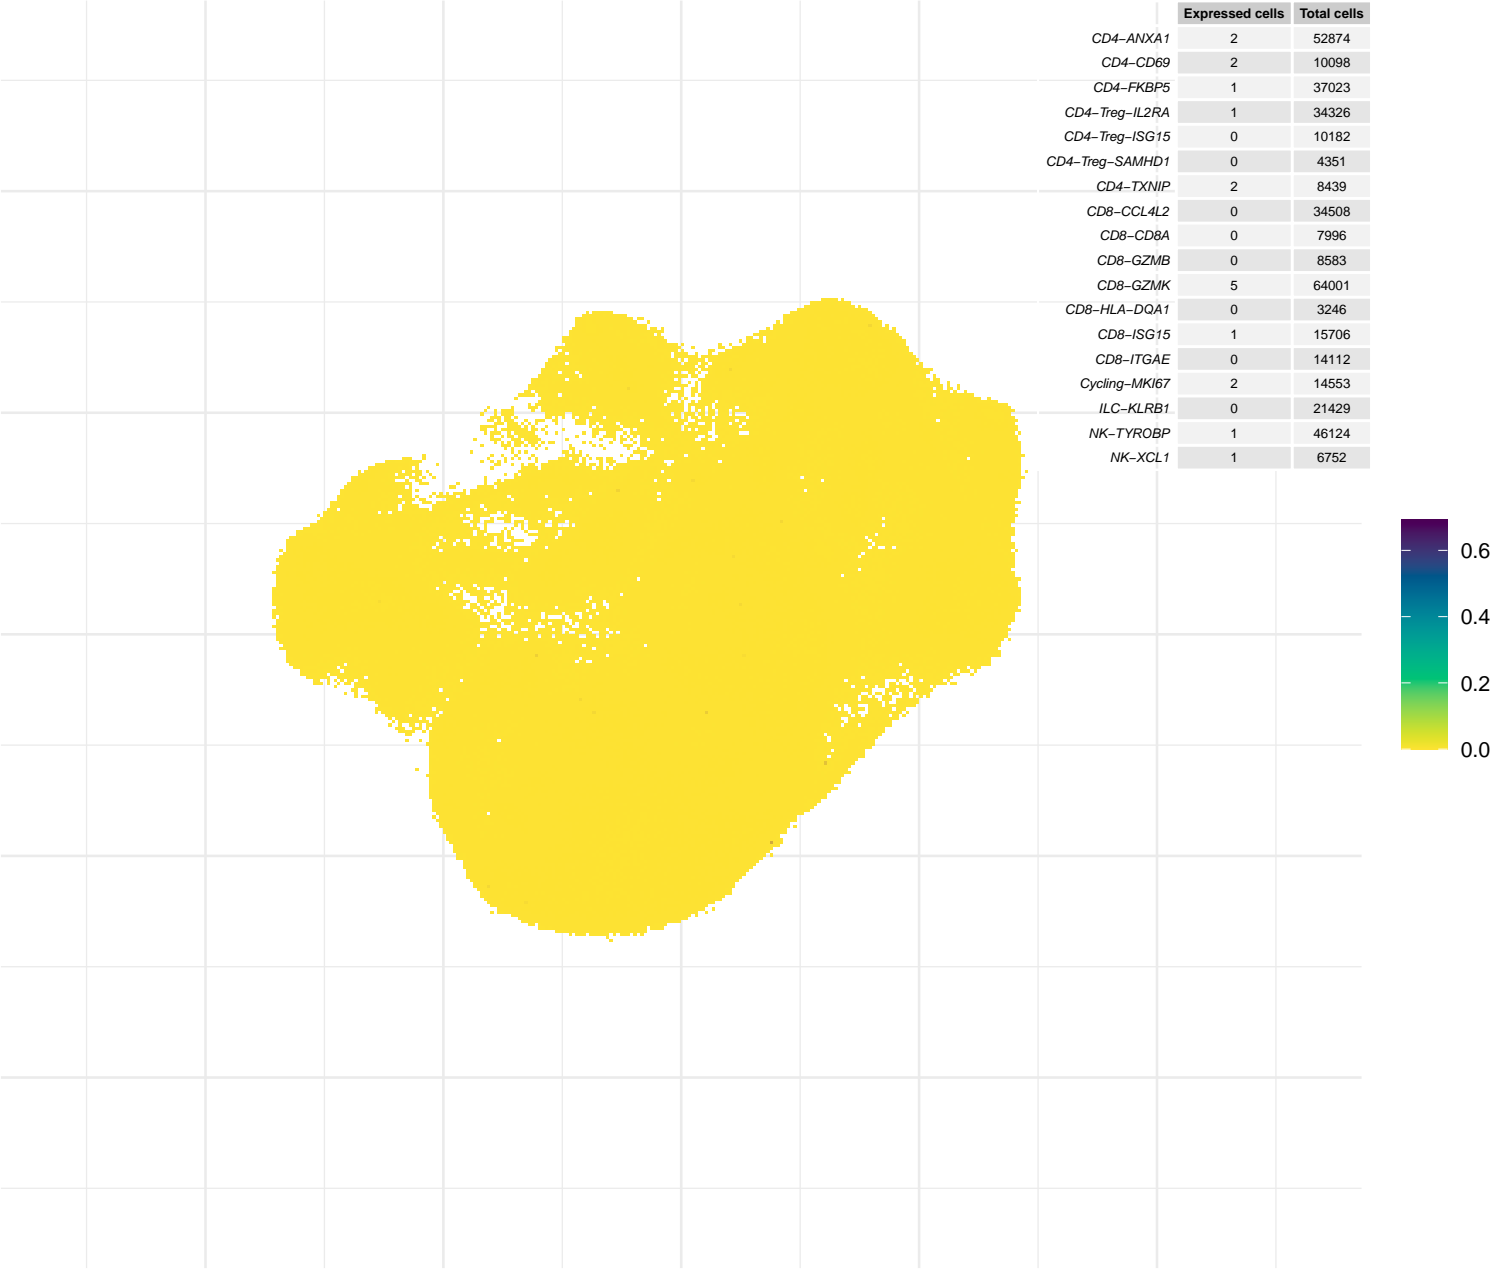 Expressed cells Total cells
CD4−ANXA1 2 52874
CD4−CD69 2 10098
CD4−FKBP5 1 37023
CD4−Treg−IL2RA 1 34326
CD4−Treg−ISG15 0 10182
CD4−Treg−SAMHD1 0 4351
CD4−TXNIP 2 8439
CD8−CCL4L2 0 34508
CD8−CD8A 0 7996
CD8−GZMB 0 8583
CD8−GZMK 5 64001
CD8−HLA−DQA1 0 3246
CD8−ISG15 1 15706
CD8−ITGAE 0 14112
Cycling−MKI67 2 14553
ILC−KLRB1 0 21429
NK−TYROBP 1 46124
NK−XCL1 1 6752
0.6
0.4
0.2
0.0